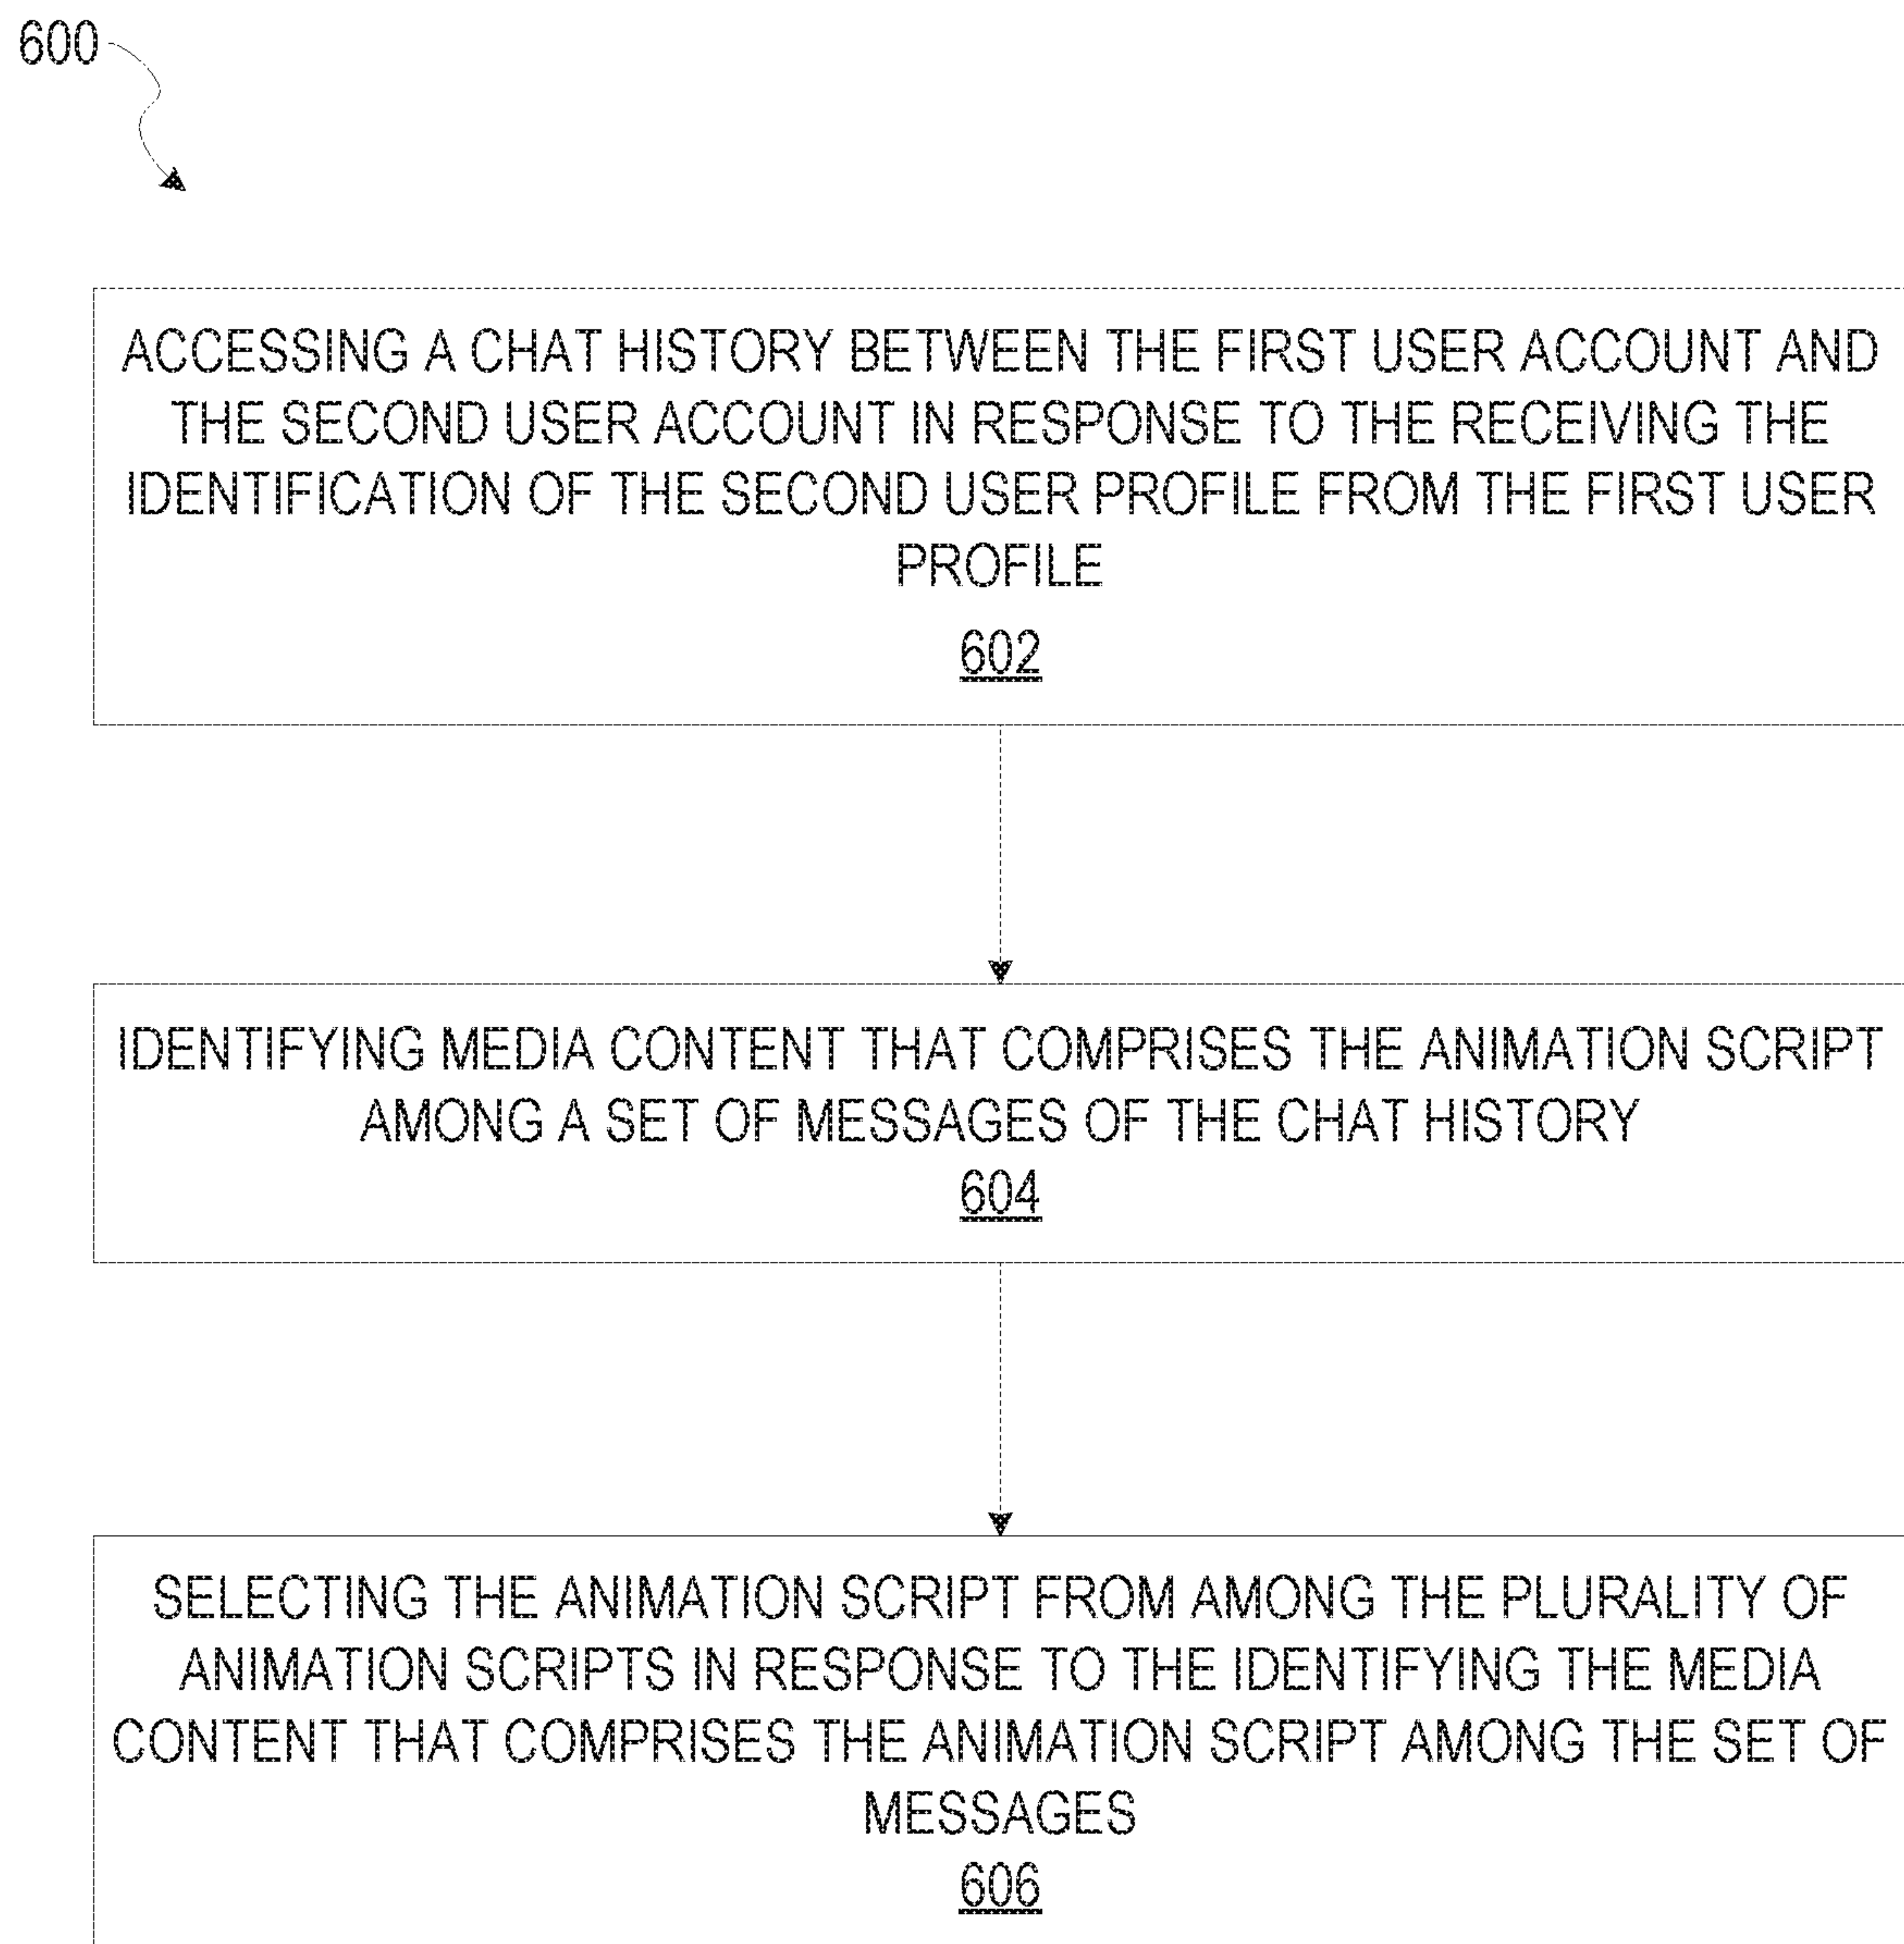 600
ACCESSING A CHAT HISTORY BETWEEN THE FIRST USER ACCOUNT AND
THE SECOND USER ACCOUNT IN RESPONSE TO THE RECEIVING THE
IDENTIFICATION OF THE SECOND USER PROFILE FROM THE FIRST USER
PROFILE
602
IDENTIFYING MEDIA CONTENT THAT COMPRISES THE ANIMATION SCRIPT
AMONG A SET OF MESSAGES OF THE CHAT HISTORY
604
SELECTING THE ANIMATION SCRIPT FROM AMONG THE PLURALITY OF
ANIMATION SCRIPTS IN RESPONSE TO THE IDENTIFYING THE MEDIA
CONTENT THAT COMPRISES THE ANIMATION SCRIPT AMONG THE SET OF
MESSAGES
606